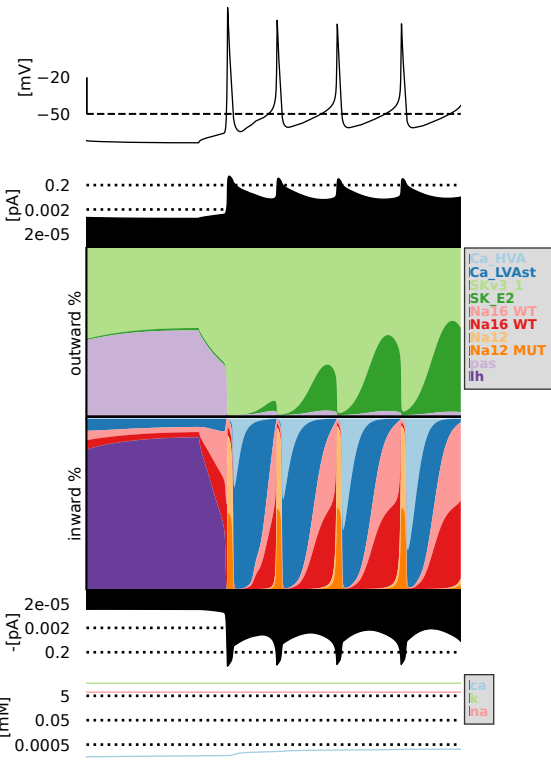 [mV]
−20
−50
[pA]
0.2
0.002
2e-05
outward %
Ca_HVA
Ca_LVAst
SKv3_1
SK_E2
Na16 WT
Na16 WT
Na12
Na12 MUT
pas
Ih
inward %
-[pA]
2e-05
0.002
0.2
[mM]
5
0.05
0.0005
ca
k
na